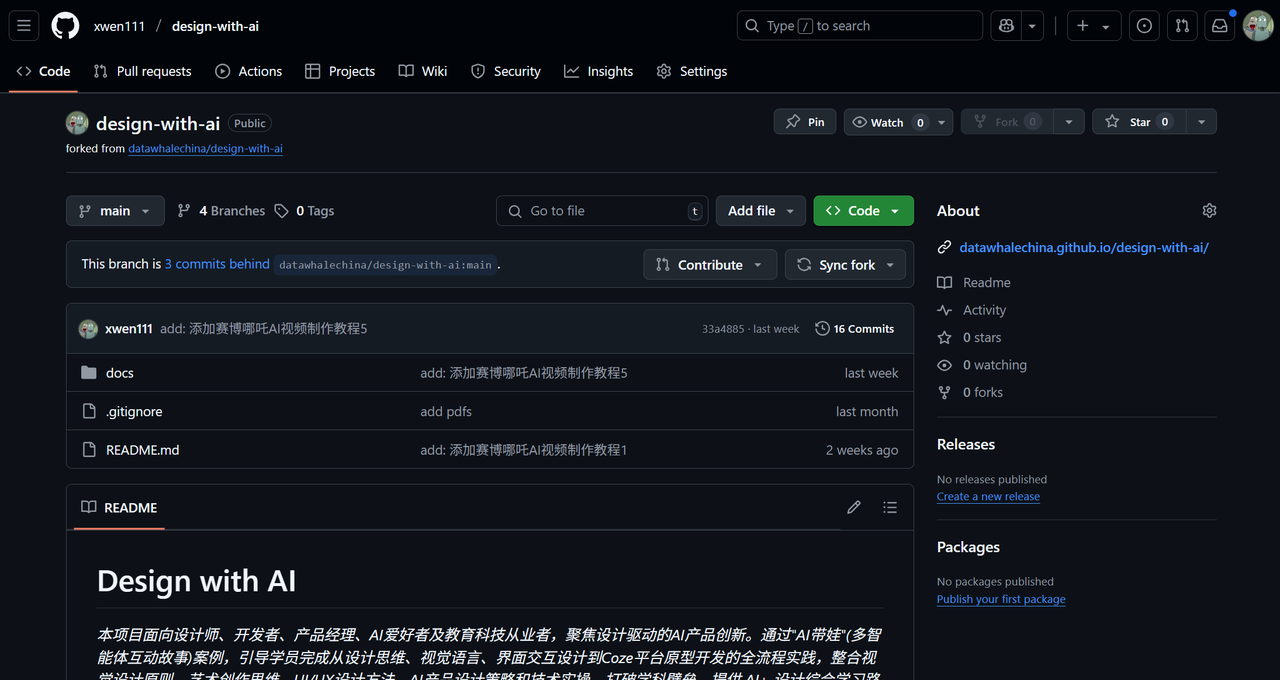 xwen111 / design-with-ai
Type / to search
Code
Pull requests
Actions
Projects
Wiki
Security
Insights
Settings
design-with-ai Public
forked from datawhalechina/design-with-ai
Pin
Watch 0
Fork 0
Star 0
main
4 Branches
0 Tags
Go to file t
Add file
Code
This branch is 3 commits behind datawhalechina/design-with-ai:main .
Contribute
Sync fork
xwen111 add: 添加赛博哪吒AI视频制作教程5 33a4885 · last week 16 Commits
docs add: 添加赛博哪吒AI视频制作教程5 last week
.gitignore add pdfs last month
README.md add: 添加赛博哪吒AI视频制作教程1 2 weeks ago
README
Design with AI
本项目面向设计师、开发者、产品经理、AI爱好者及教育科技从业者，聚焦设计驱动的AI产品创新。通过"AI带娃"(多智
能体互动故事)案例，引导学员完成从设计思维、视觉语言、界面交互设计到Coze平台原型开发的全流程实践，整合视
觉设计原则、艺术创作思维、UI/UX设计方法、AI产品设计策略和技术实操，打破学科壁垒，提供
About
datawhalechina.github.io/design-with-ai/
Readme
Activity
0 stars
0 watching
0 forks
Releases
No releases published
Create a new release
Packages
No packages published
Publish your first package